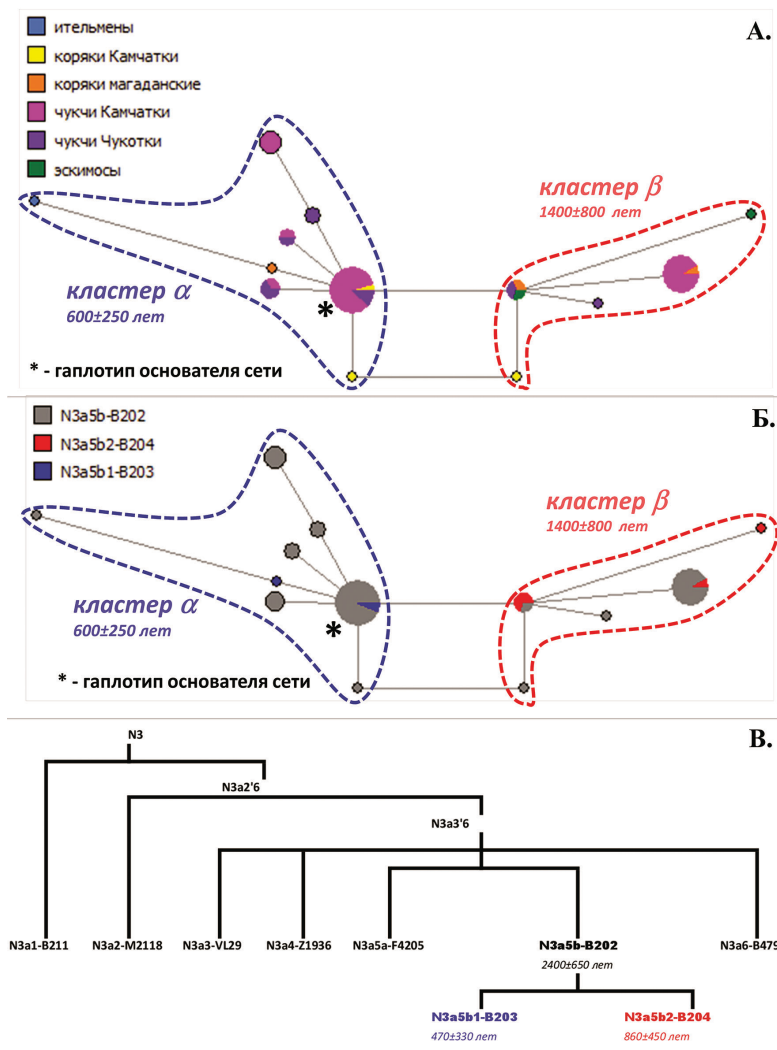 А.
ительмены
коряки Камчатки
коряки магаданские
чукчи Камчатки
чукчи Чукотки
эскимосы
кластер β
1400±800 лет
кластер α
600±250 лет
*
* - гаплотип основателя сети
Б.
N3a5b-B202
N3a5b2-B204
N3a5b1-B203
кластер β
1400±800 лет
кластер α
600±250 лет
*
* - гаплотип основателя сети
В.
N3
N3a2'6
N3a3'6
N3a1-B211 N3a2-M2118 N3a3-VL29 N3a4-Z1936 N3a5a-F4205 N3a5b-B202 N3a6-B479
2400±650 лет
N3a5b1-B203 N3a5b2-B204
470±330 лет 860±450 лет